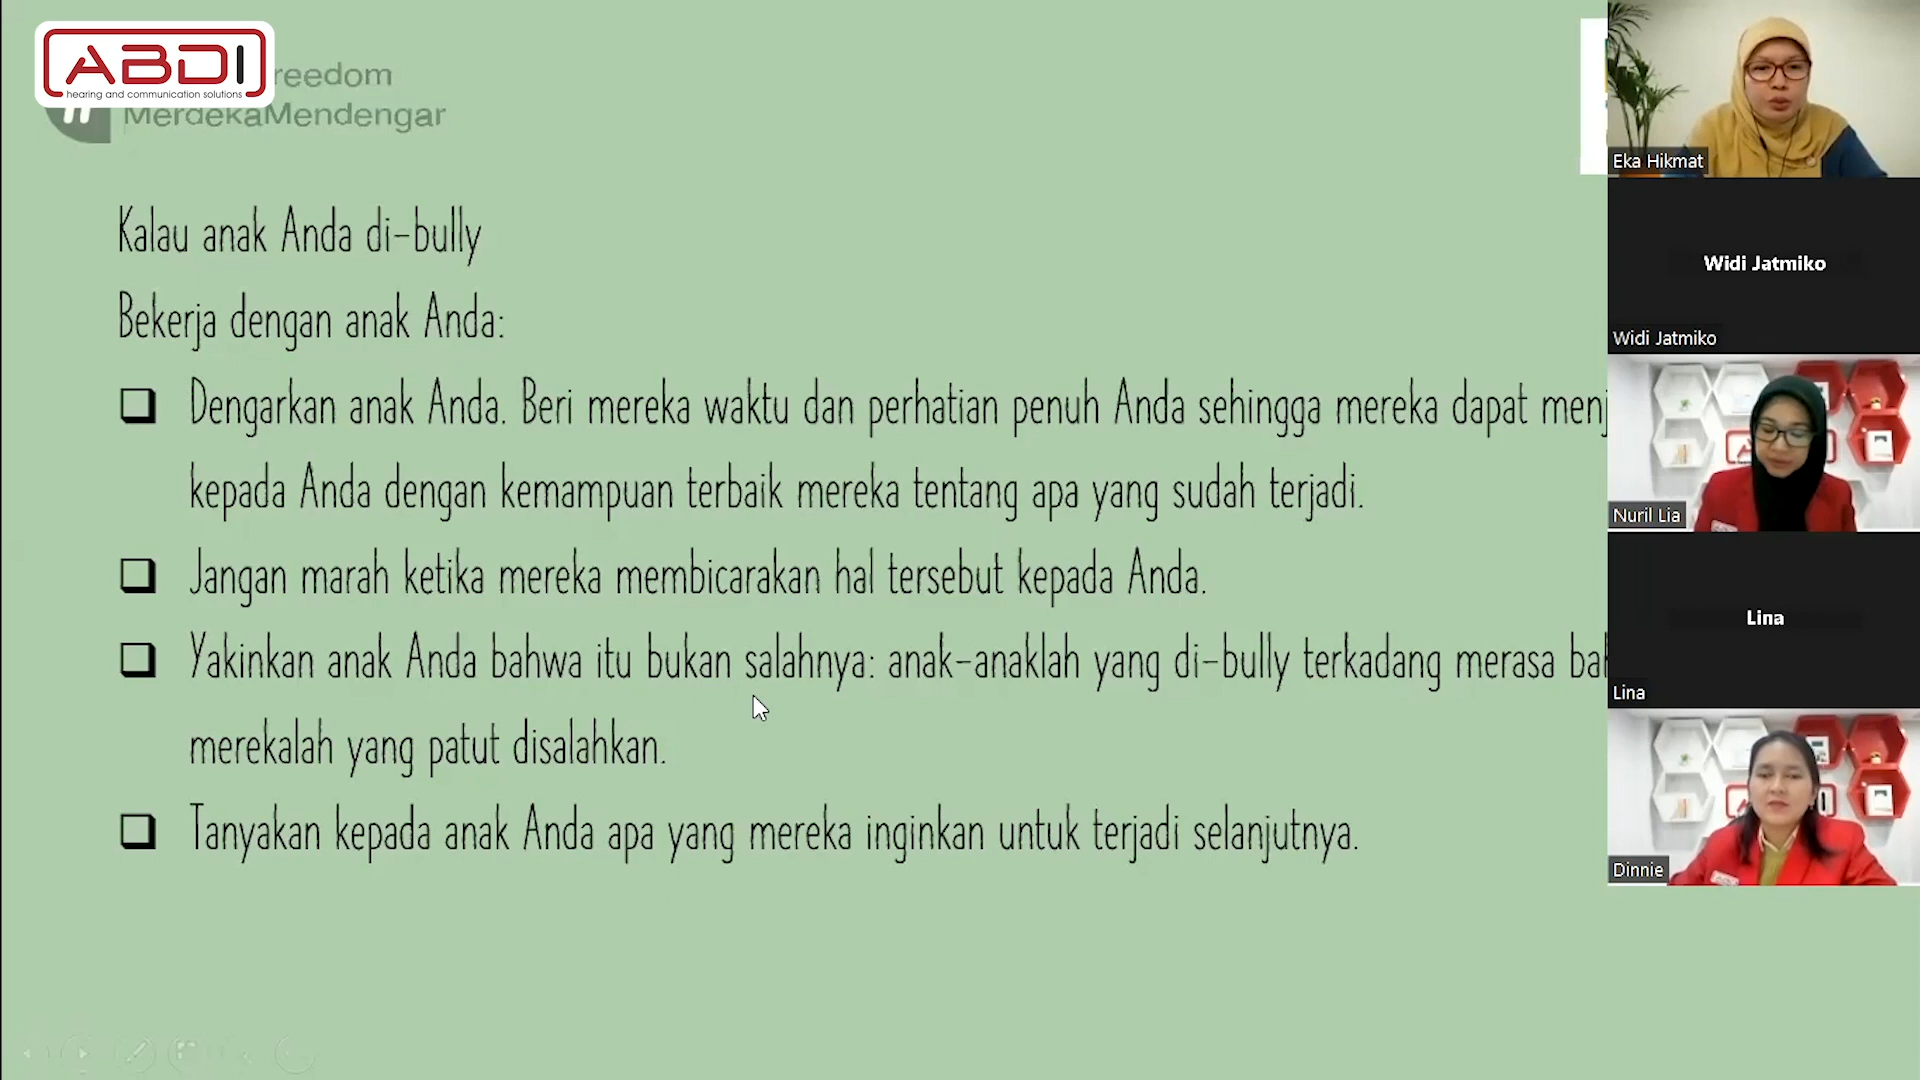 ABDI
hearing and communication solutions
reedom
MerdekaMendengar
Kalau anak Anda di-bully
Bekerja dengan anak Anda:
Dengarkan anak Anda. Beri mereka waktu dan perhatian penuh Anda sehingga mereka dapat
kepada Anda dengan kemampuan terbaik mereka tentang apa yang sudah terjadi.
Jangan marah ketika mereka membicarakan hal tersebut kepada Anda.
Yakinkan anak Anda bahwa itu bukan salahnya: anak-anaklah yang di-bully terkadang merasa
merekalah yang patut disalahkan.
Tanyakan kepada anak Anda apa yang mereka inginkan untuk terjadi selanjutnya.
Eka Hikmat
Widi Jatmiko
Widi Jatmiko
Nuril Lia
Lina
Lina
Dinnie